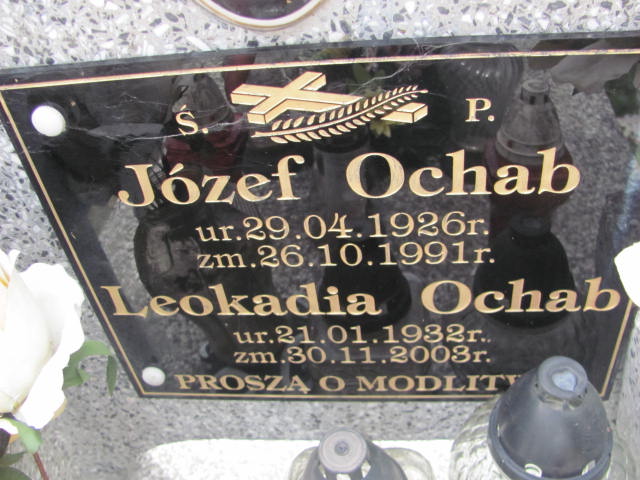 Ś. P.
Józef Ochab
ur.29.04.1926r.
zm.26.10.1991r.
Leokadia Ochab
ur.21.01.1932r.
zm.30.11.2003r.
PROSZĄ O